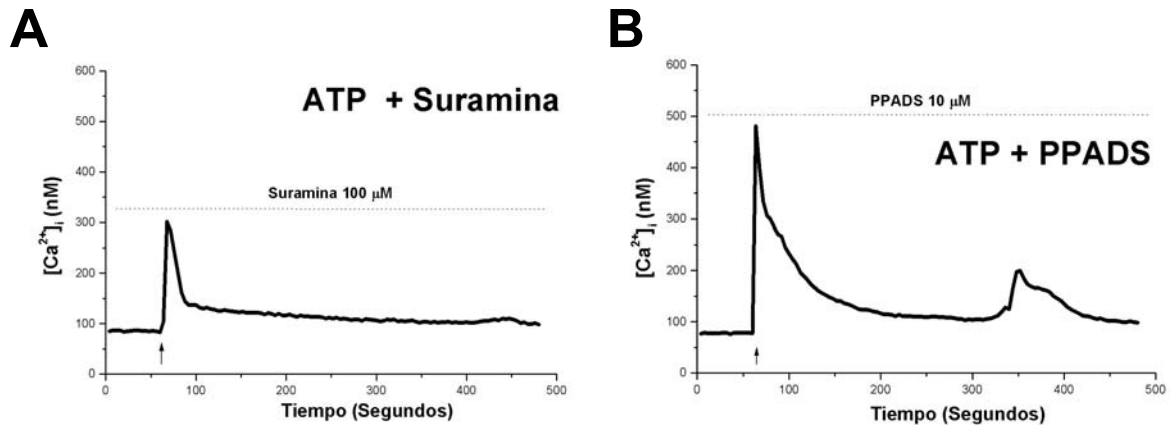 A
600
500
400
300
200
100
0
[Ca²⁺]ᵢ (nM)
ATP + Suramina
Suramina 100 µM
0 100 200 300 400 500
Tiempo (Segundos)
B
600
500
400
300
200
100
0
[Ca²⁺]ᵢ (nM)
PPADS 10 µM
ATP + PPADS
0 100 200 300 400 500
Tiempo (Segundos)